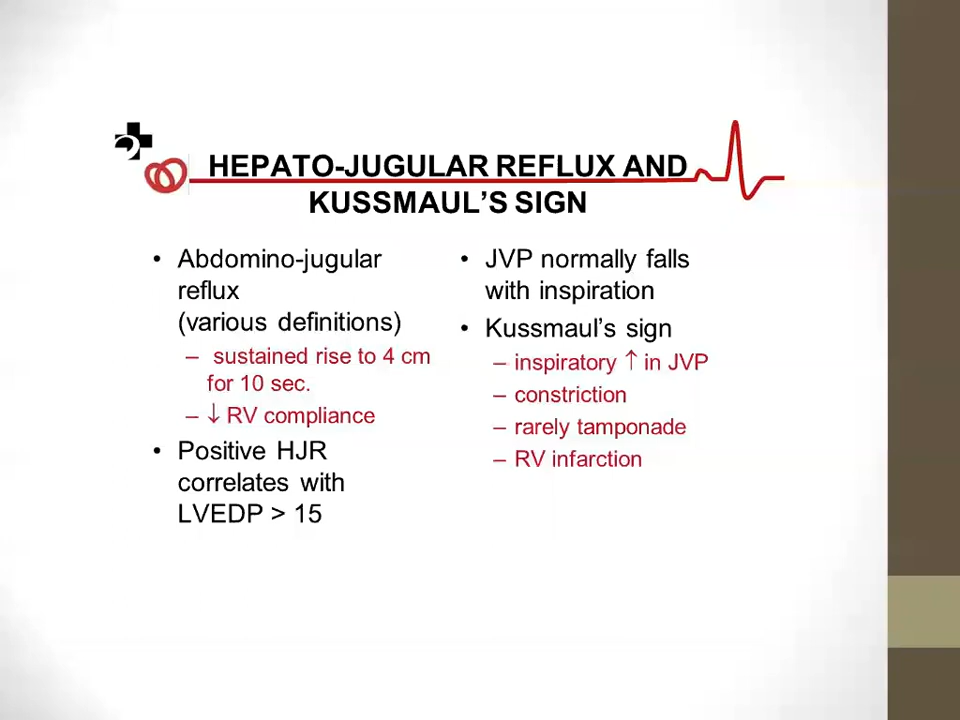 HEPATO-JUGULAR REFLUX AND
KUSSMAUL’S SIGN
• Abdomino-jugular
reflux
(various definitions)
– sustained rise to 4 cm
for 10 sec.
– ↓ RV compliance
• Positive HJR
correlates with
LVEDP > 15
• JVP normally falls
with inspiration
• Kussmaul’s sign
– inspiratory ↑ in JVP
– constriction
– rarely tamponade
– RV infarction